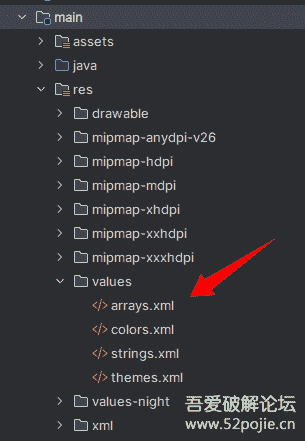 main
assets
java
res
drawable
mipmap-anydpi-v26
mipmap-hdpi
mipmap-mdpi
mipmap-xhdpi
mipmap-xxhdpi
mipmap-xxxhdpi
values
</> arrays.xml
</> colors.xml
</> strings.xml
</> themes.xml
values-night
xml
吾爱破解论坛
www.52pojie.cn